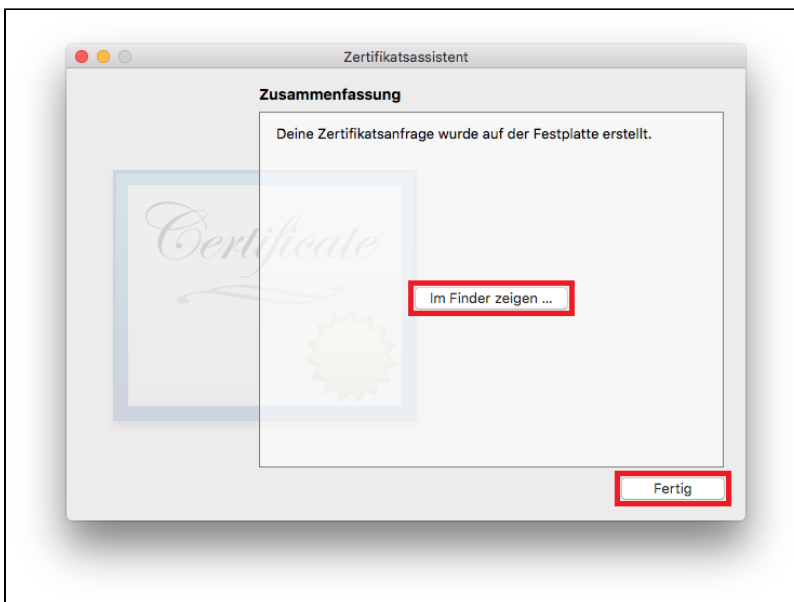 Zertifikatsassistent
Zusammenfassung
Deine Zertifikatsanfrage wurde auf der Festplatte erstellt.
Certificate
Im Finder zeigen ...
Fertig